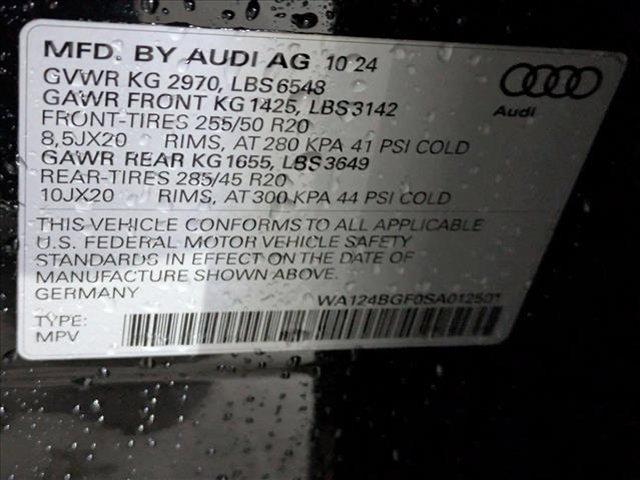 MFD. BY AUDI AG 10 24
GVWR KG 2970, LBS 6548
GAWR FRONT KG 1425, LBS 3142
FRONT-TIRES 255/50 R20
8,5JX20 RIMS, AT 280 KPA 41 PSI COLD
GAWR REAR KG 1655, LBS 3649
REAR-TIRES 285/45 R20
10JX20 RIMS, AT 300 KPA 44 PSI COLD
Audi
THIS VEHICLE CONFORMS TO ALL APPLICABLE
U.S. FEDERAL MOTOR VEHICLE SAFETY
STANDARDS IN EFFECT ON THE DATE OF
MANUFACTURE SHOWN ABOVE.
GERMANY
WA124BGF0SA012501
TYPE:
MPV